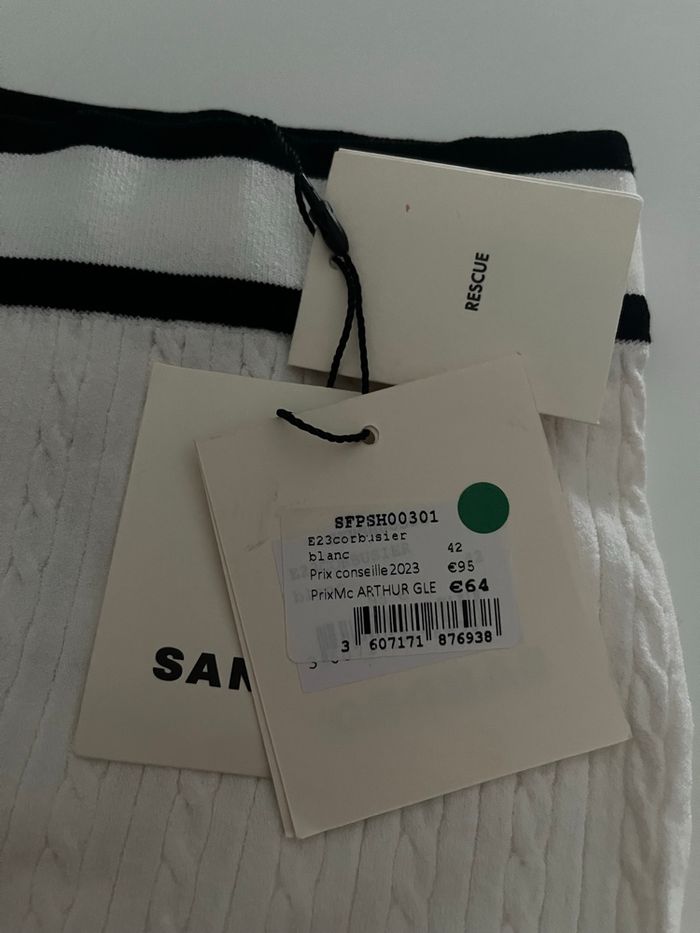 RESCUE
SFPSH00301
E23corbusier
blanc 42
Prix conseille2023 €95
PrixMc ARTHUR GLE €64
3 607171 876938
SAN